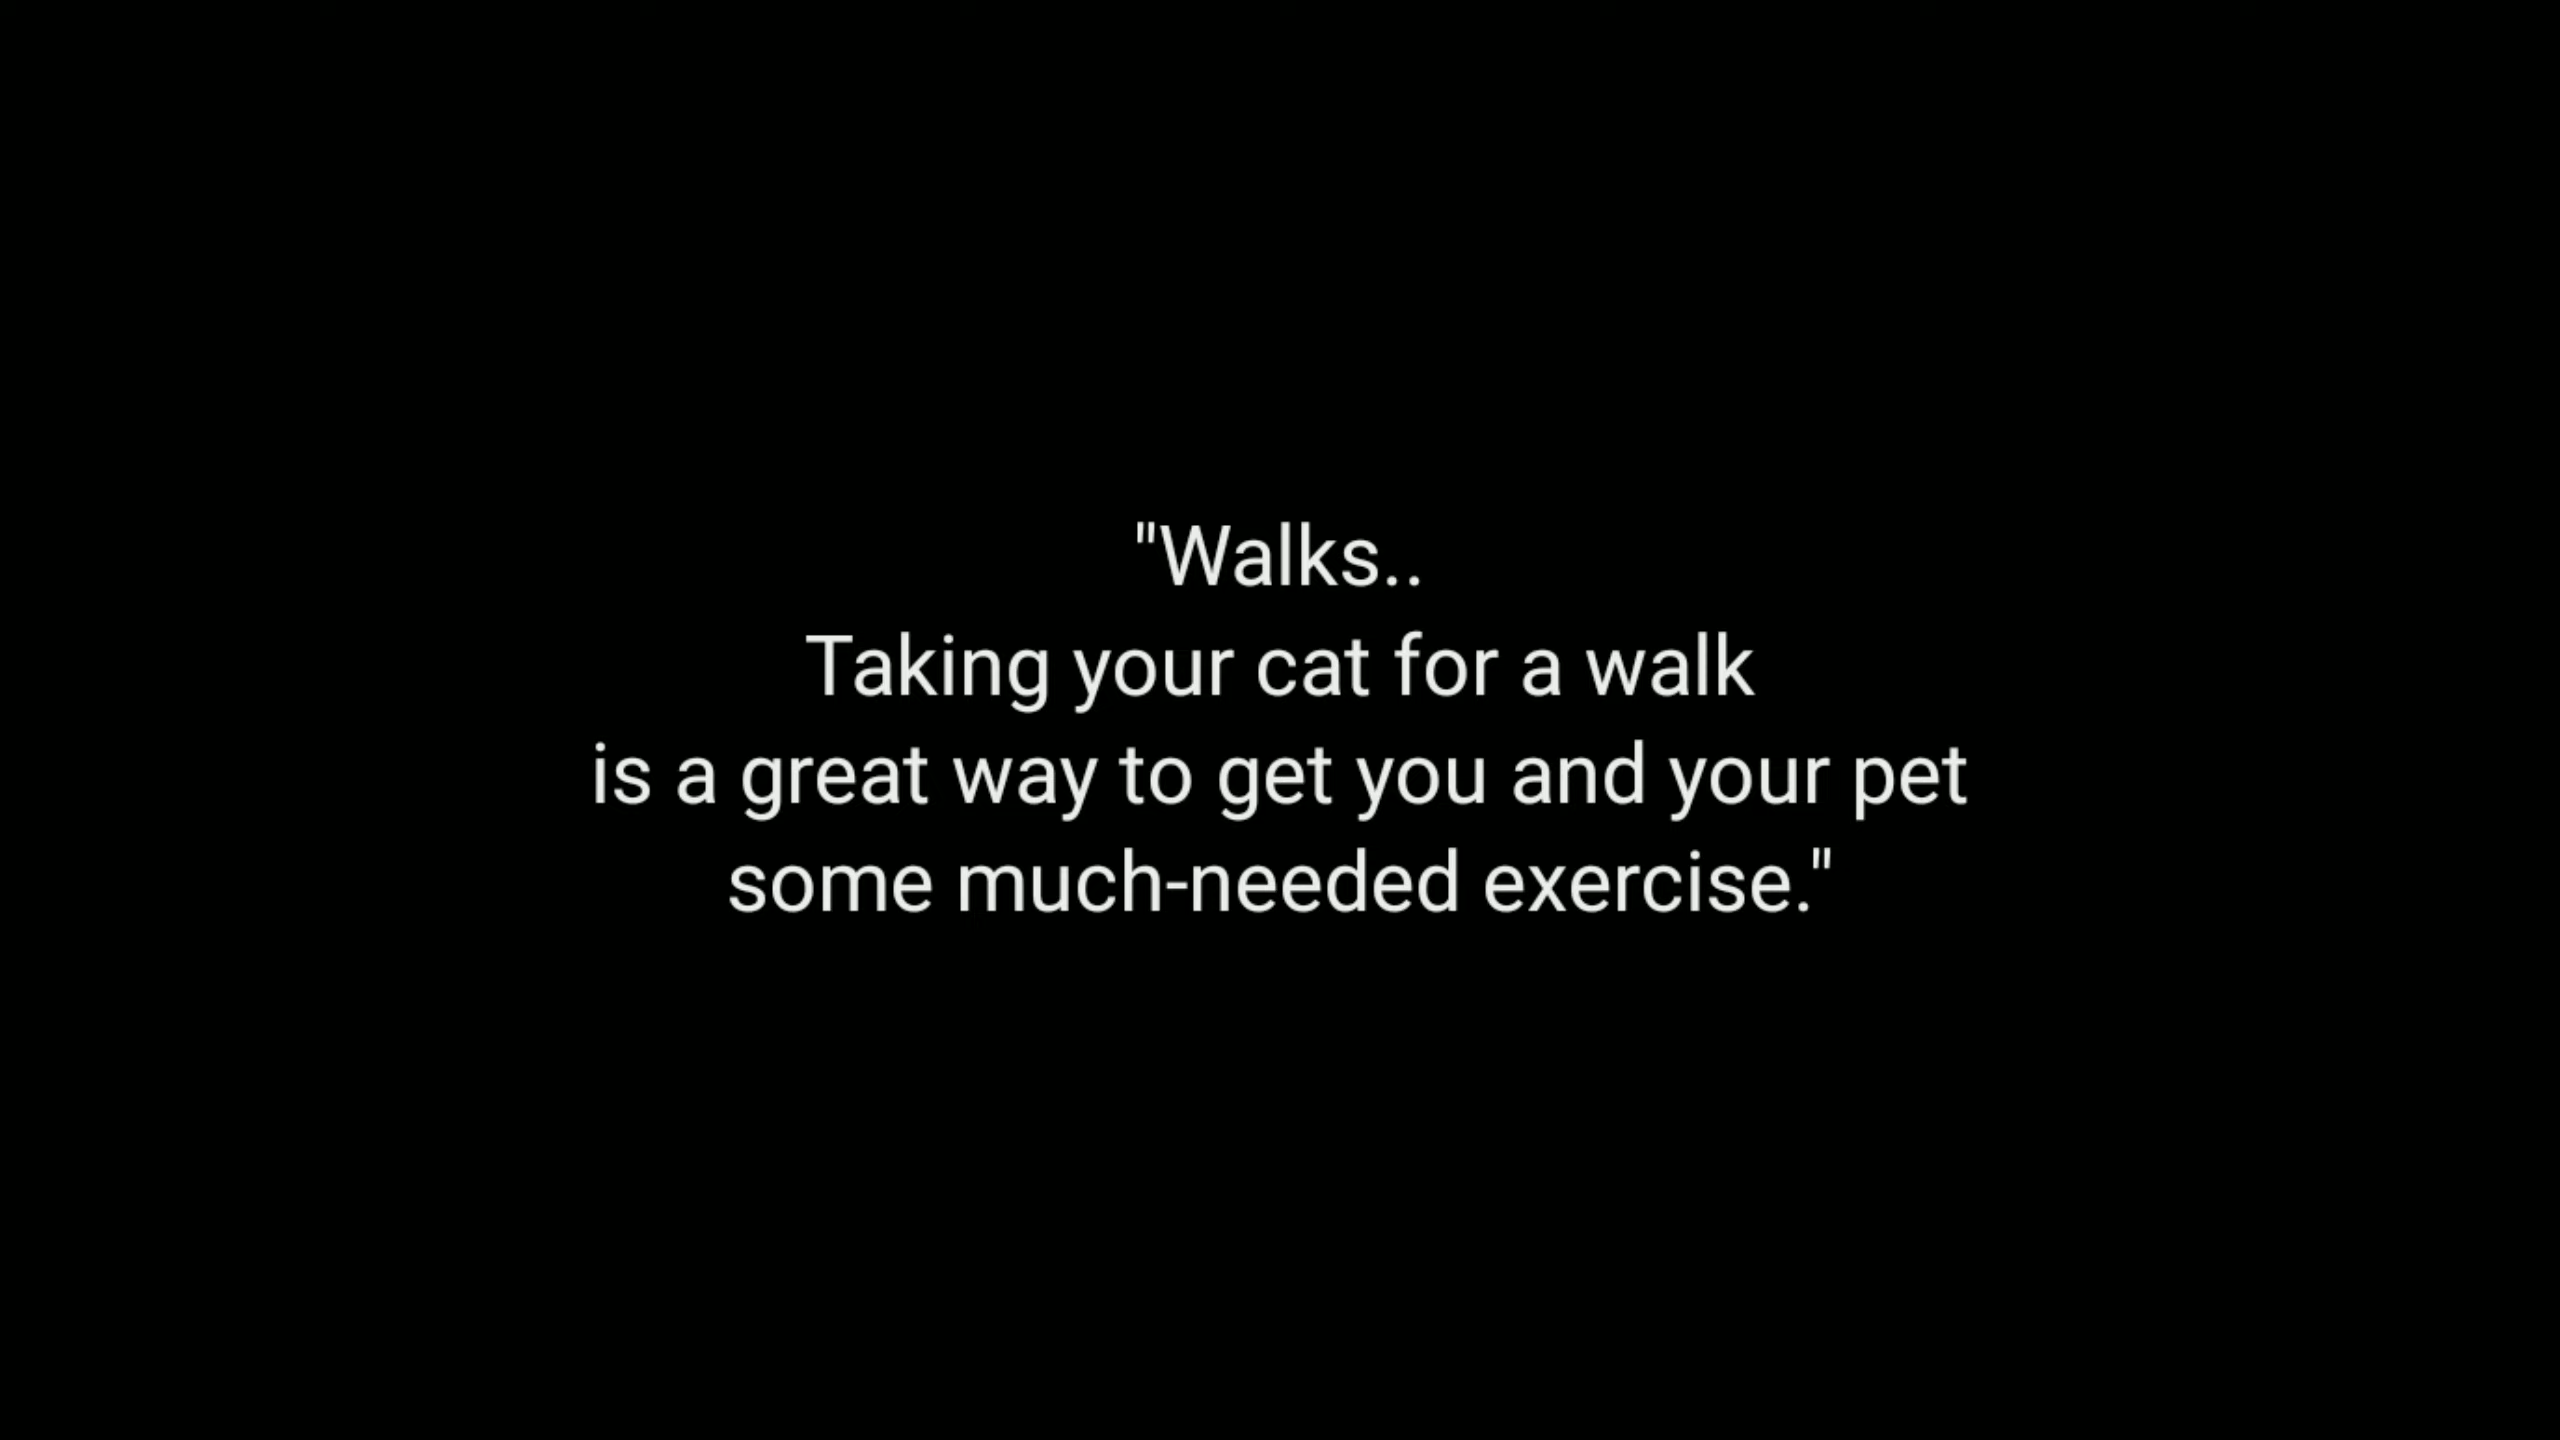 "Walks..
Taking your cat for a walk
is a great way to get you and your pet
some much-needed exercise."